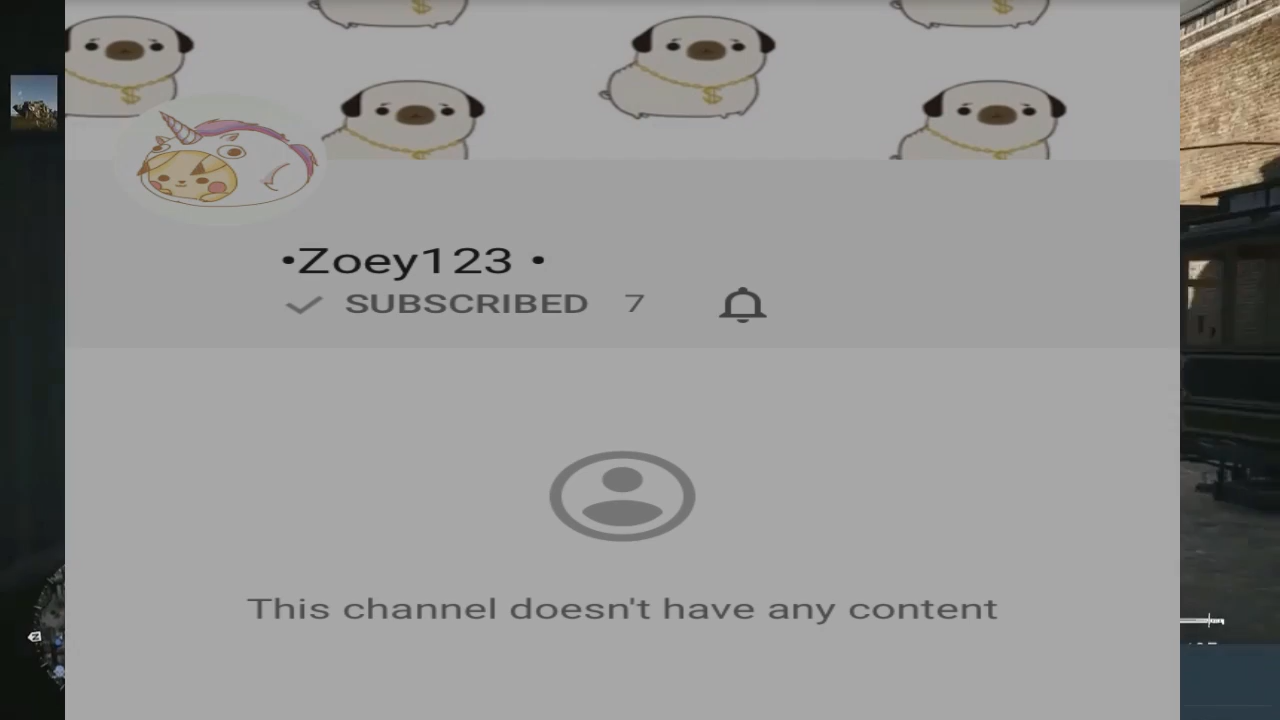 •Zoey123 •
SUBSCRIBED 7
This channel doesn't have any content